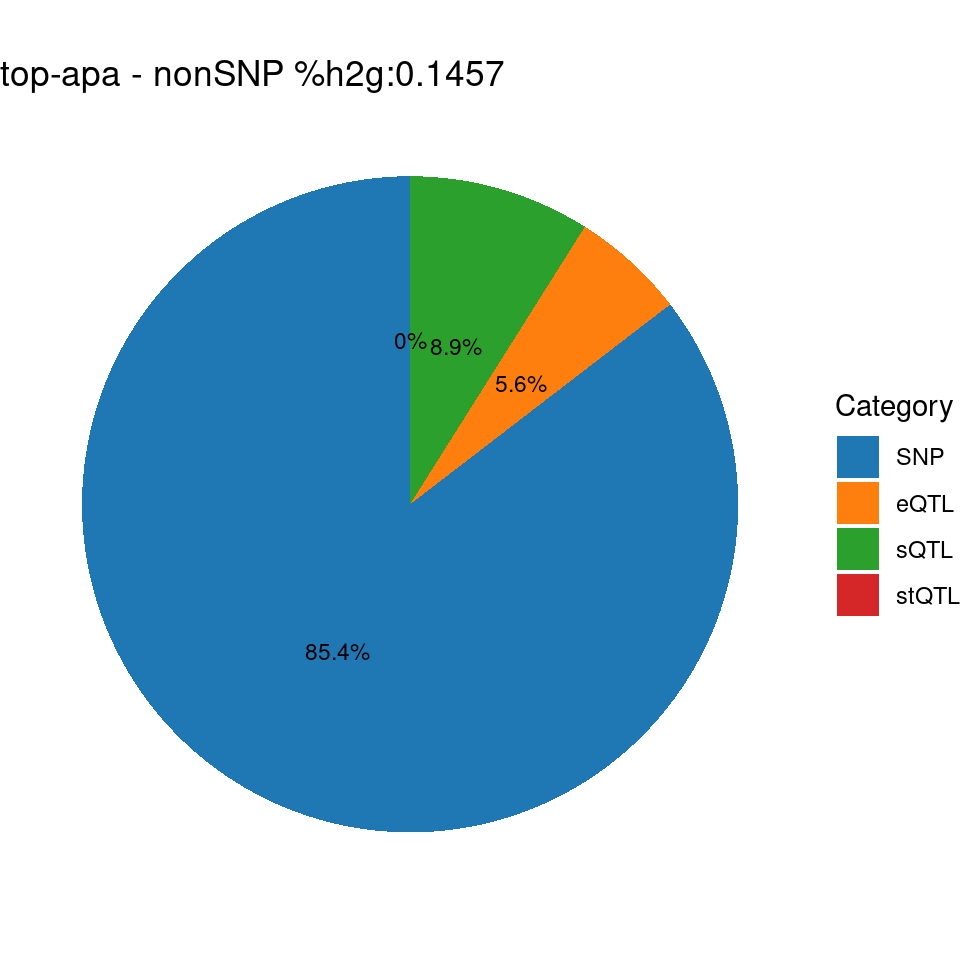 top-apa - nonSNP %h2g:0.1457
0%
8.9%
5.6%
85.4%
Category
SNP
eQTL
sQTL
stQTL